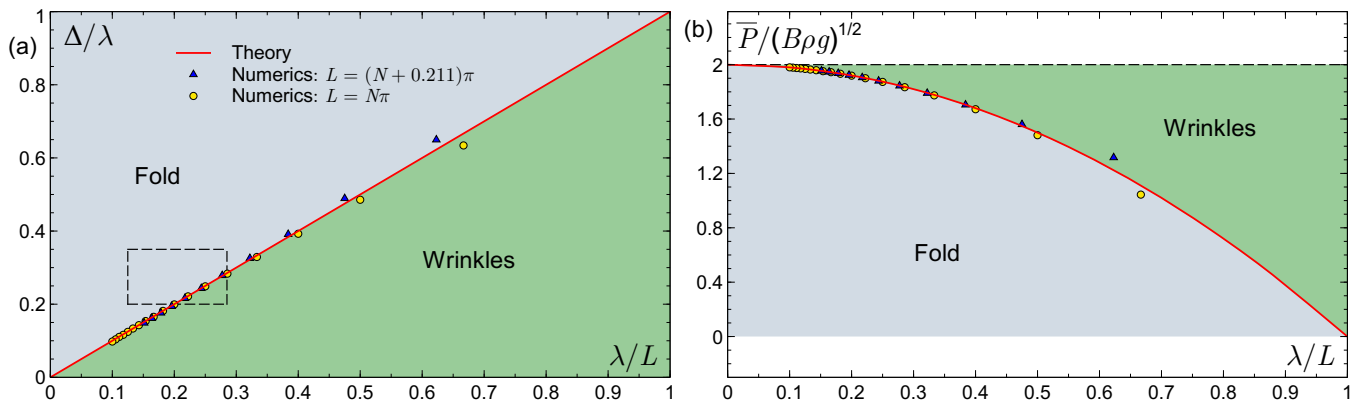 (a)
Δ/λ
1
0.8
0.6
0.4
0.2
0
Theory
Numerics: L = (N + 0.211)π
Numerics: L = Nπ
Fold
Wrinkles
λ/L
0 0.1 0.2 0.3 0.4 0.5 0.6 0.7 0.8 0.9 1
(b)
P̅/(Bρg)^{1/2}
2
1.6
1.2
0.8
0.4
0
Wrinkles
Fold
λ/L
0 0.1 0.2 0.3 0.4 0.5 0.6 0.7 0.8 0.9 1